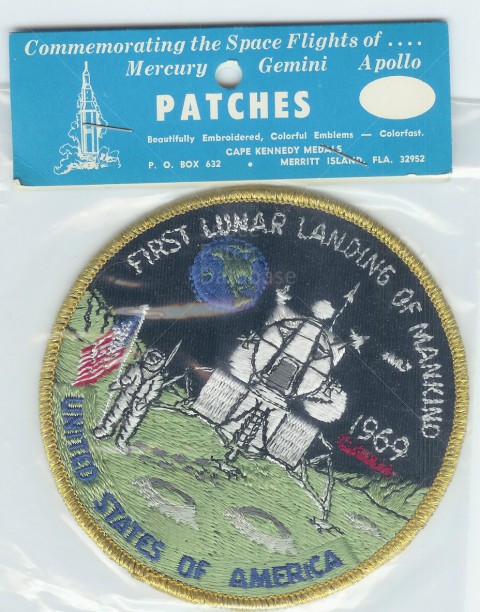 Commemorating the Space Flights of ....
Mercury Gemini Apollo
PATCHES
Beautifully Embroidered, Colorful Emblems — Colorfast.
CAPE KENNEDY MEDALS
P. O. BOX 632 • MERRITT ISLAND, FLA. 32952
FIRST LUNAR LANDING OF MANKIND
1969
UNITED STATES OF AMERICA